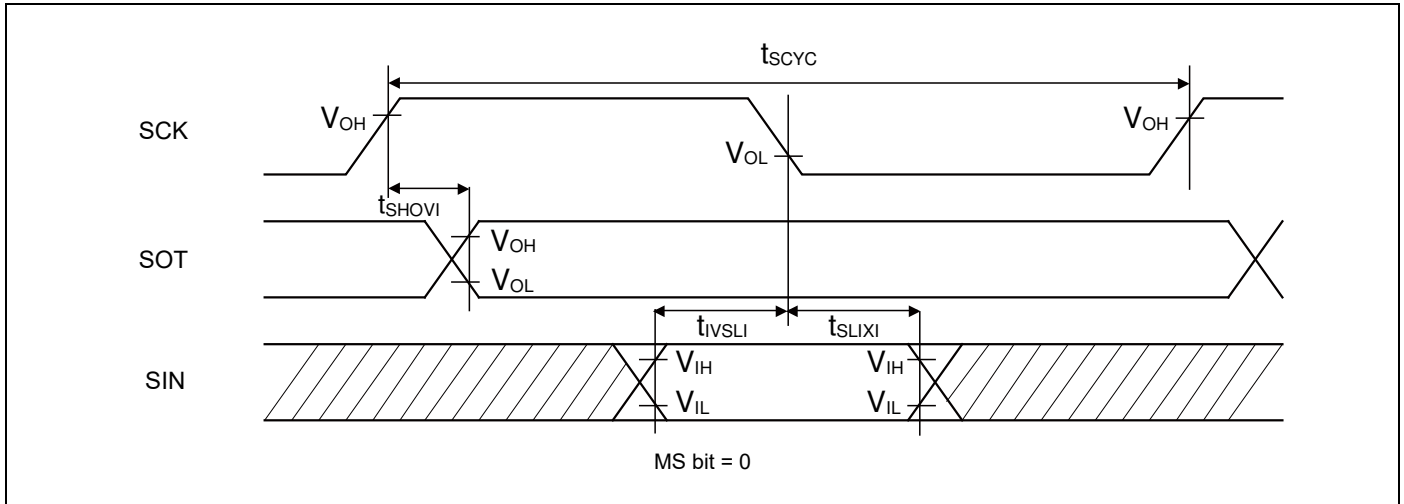 tSCYC
SCK
VOH
VOH
VOL
tSHOVI
SOT
VOH
VOL
tIVSLI
tSLIXI
SIN
VIH
VIH
VIL
VIL
MS bit = 0